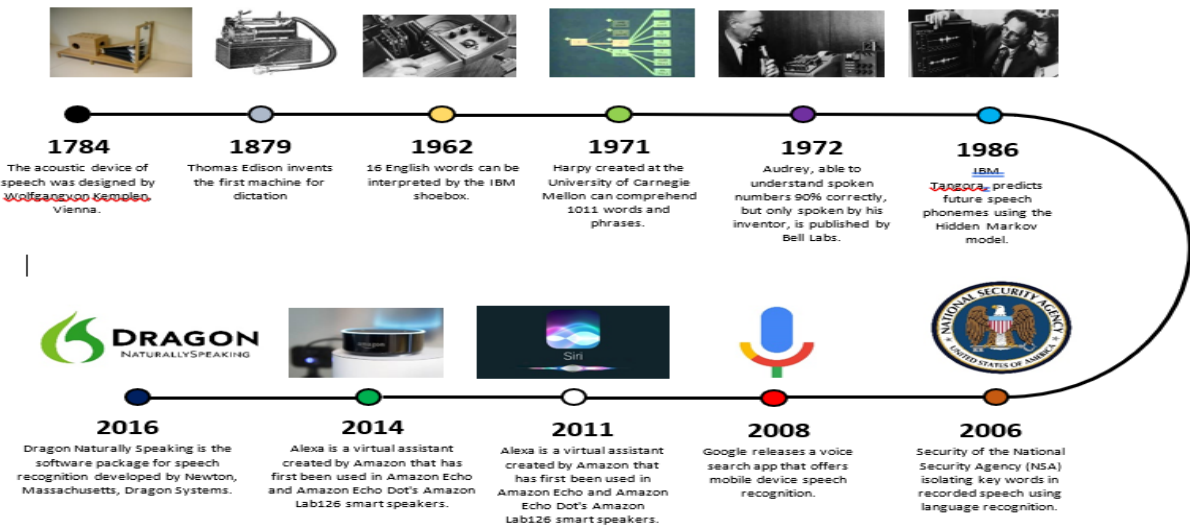 1784
The acoustic device of
speech was designed by
Wolfgangvon Kemplen,
Vienna.
1879
Thomas Edison invents
the first machine for
dictation
1962
16 English words can be
interpreted by the IBM
shoebox.
1971
Harpy created at the
University of Carnegie
Mellon can comprehend
1011 words and
phrases.
1972
Audrey, able to
understand spoken
numbers 90% correctly,
but only spoken by his
inventor, is published by
Bell Labs.
1986
IBM
Tangora, predicts
future speech
phonemes using the
Hidden Markov
model.
DRAGON
NATURALLYSPEAKING
amazon
Siri
NATIONAL SECURITY AGENCY
UNITED STATES OF AMERICA
2016
Dragon Naturally Speaking is the
software package for speech
recognition developed by Newton,
Massachusetts, Dragon Systems.
2014
Alexa is a virtual assistant
created by Amazon that has
first been used in Amazon Echo
and Amazon Echo Dot's Amazon
Lab126 smart speakers.
2011
Alexa is a virtual assistant
created by Amazon that
has first been used in
Amazon Echo and Amazon
Echo Dot's Amazon
Lab126 smart speakers.
2008
Google releases a voice
search app that offers
mobile device speech
recognition.
2006
Security of the National
Security Agency (NSA)
isolating key words in
recorded speech using
language recognition.